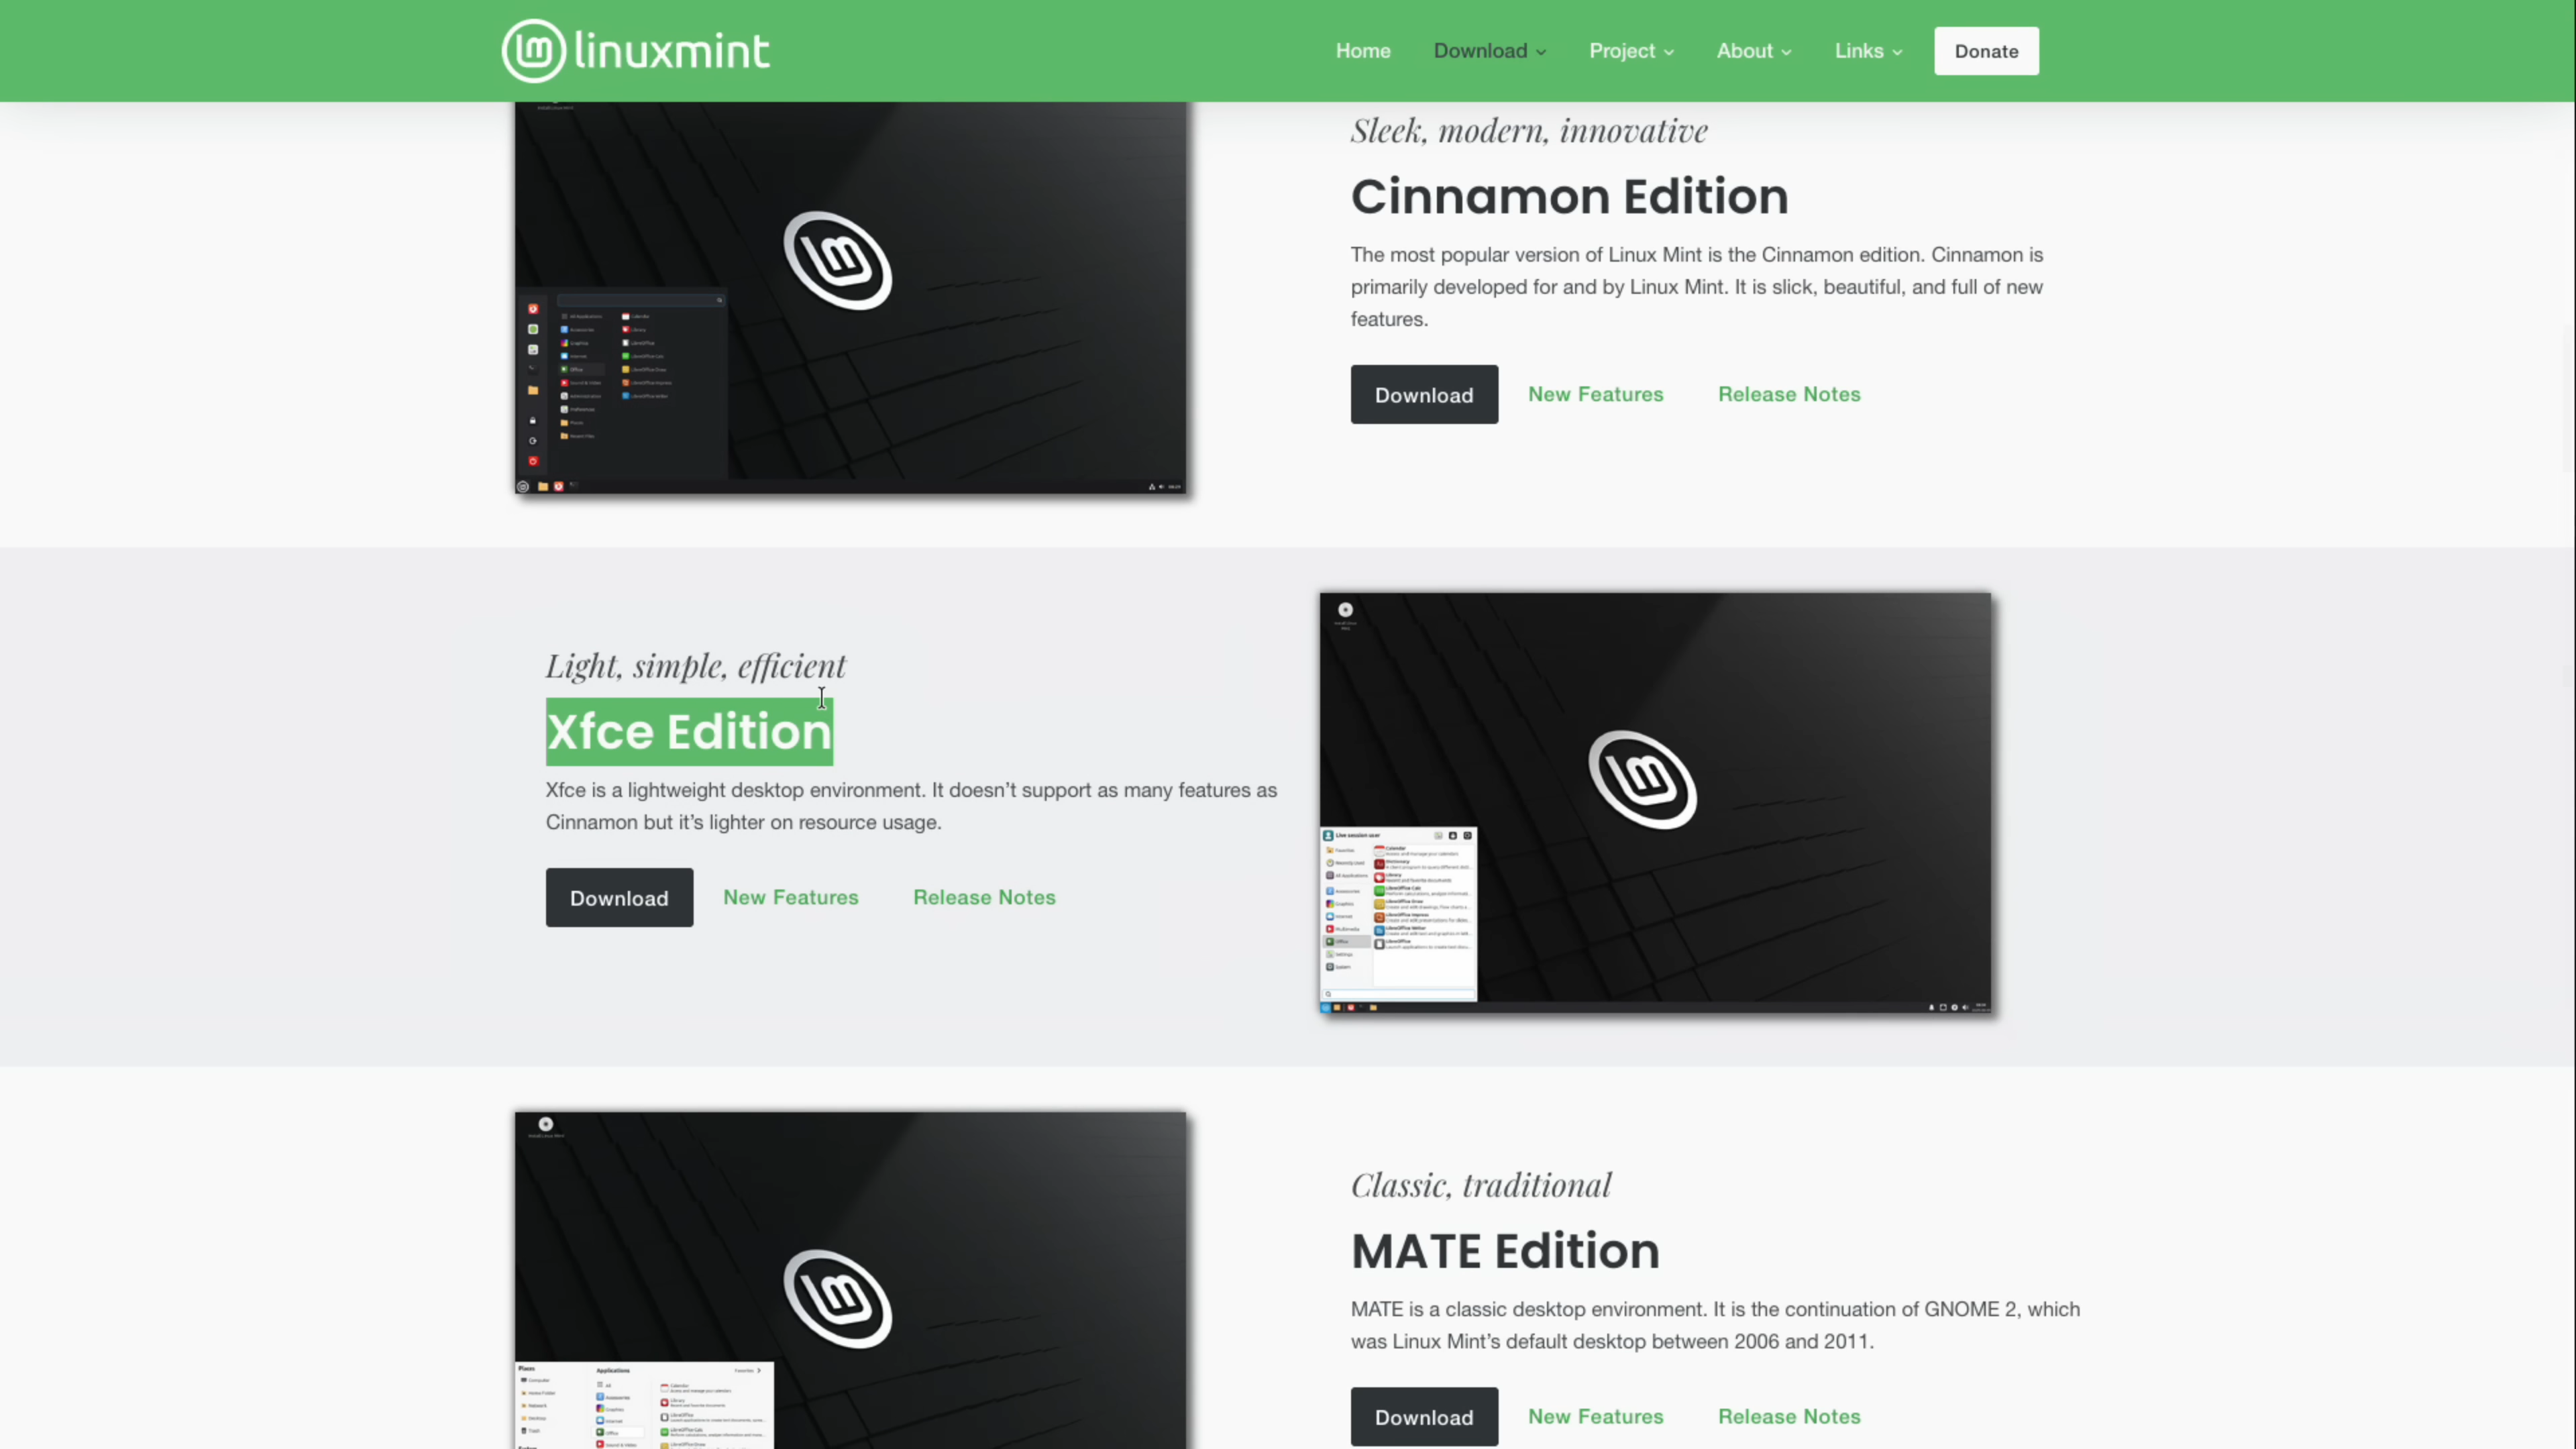 linuxmint
Home Download Project About Links Donate
Sleek, modern, innovative
Cinnamon Edition
The most popular version of Linux Mint is the Cinnamon edition. Cinnamon is
primarily developed for and by Linux Mint. It is slick, beautiful, and full of new
features.
Download New Features Release Notes
Light, simple, efficient
Xfce Edition
Xfce is a lightweight desktop environment. It doesn’t support as many features as
Cinnamon but it’s lighter on resource usage.
Download New Features Release Notes
Classic, traditional
MATE Edition
MATE is a classic desktop environment. It is the continuation of GNOME 2, which
was Linux Mint’s default desktop between 2006 and 2011.
Download New Features Release Notes